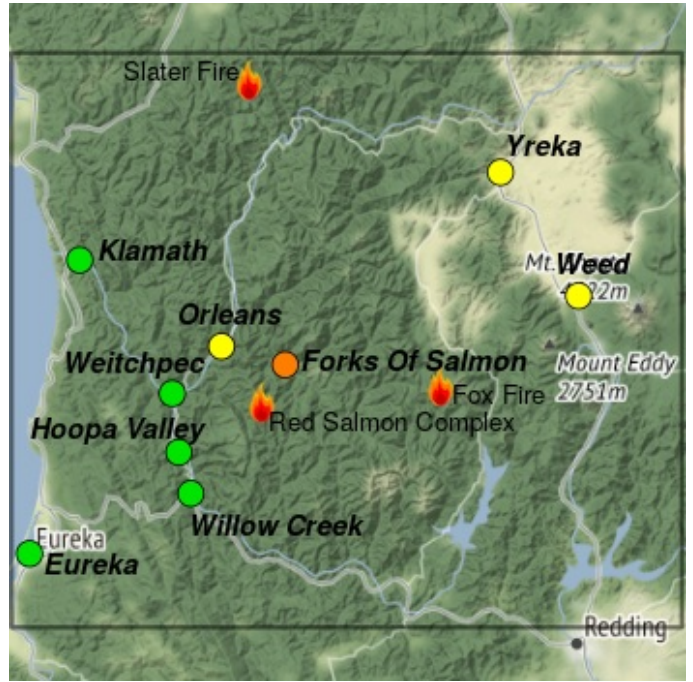 Slater Fire
Yreka
Klamath
Weed
Orleans
Weitchpec
Forks Of Salmon
Mount Eddy
2751m
Fox Fire
Red Salmon Complex
Hoopa Valley
Willow Creek
Eureka
Eureka
Redding